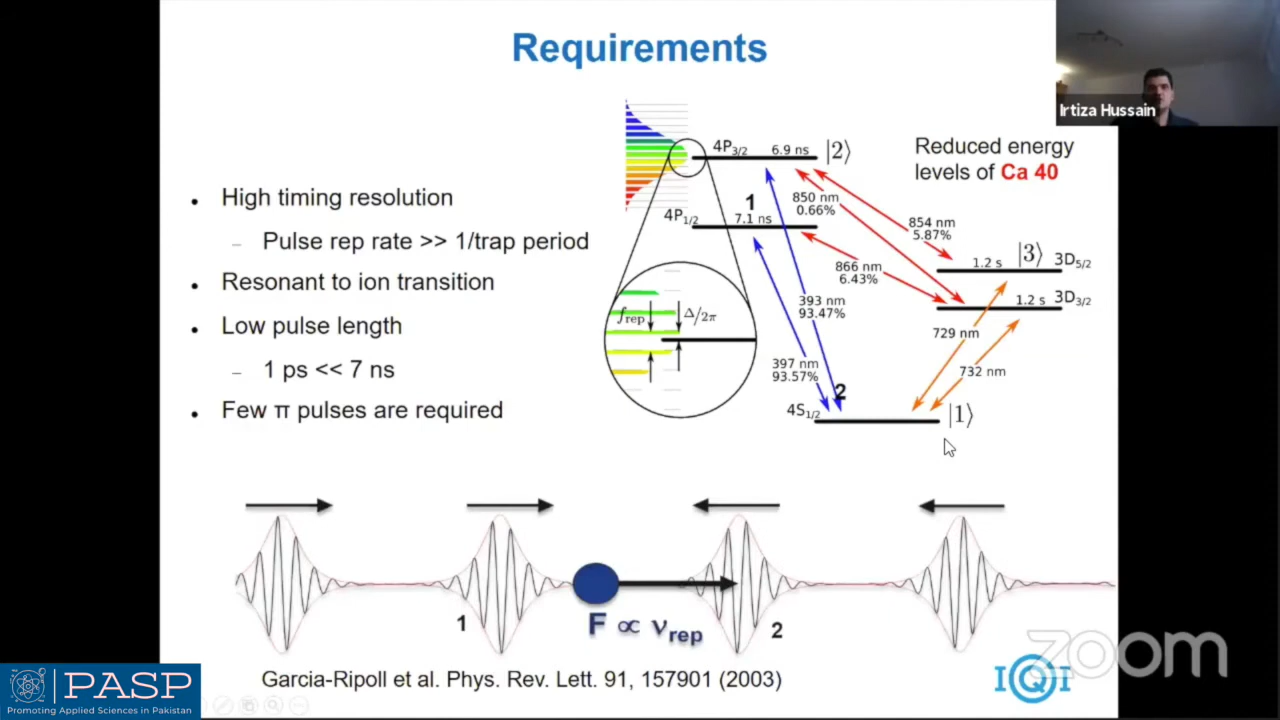 Requirements
Irtiza Hussain
4P3/2
6.9 ns
|2⟩
Reduced energy
levels of Ca 40
• High timing resolution
– Pulse rep rate >> 1/trap period
• Resonant to ion transition
• Low pulse length
– 1 ps << 7 ns
• Few π pulses are required
1
850 nm
0.66%
4P1/2
7.1 ns
854 nm
5.87%
1.2 s
|3⟩
3D5/2
866 nm
6.43%
1.2 s
3D3/2
frep
Δ/2π
393 nm
93.47%
729 nm
397 nm
93.57%
732 nm
2
4S1/2
|1⟩
1
F ∝ νrep
2
Garcia-Ripoll et al. Phys. Rev. Lett. 91, 157901 (2003)
IQI
zoom
PASP
Promoting Applied Sciences in Pakistan